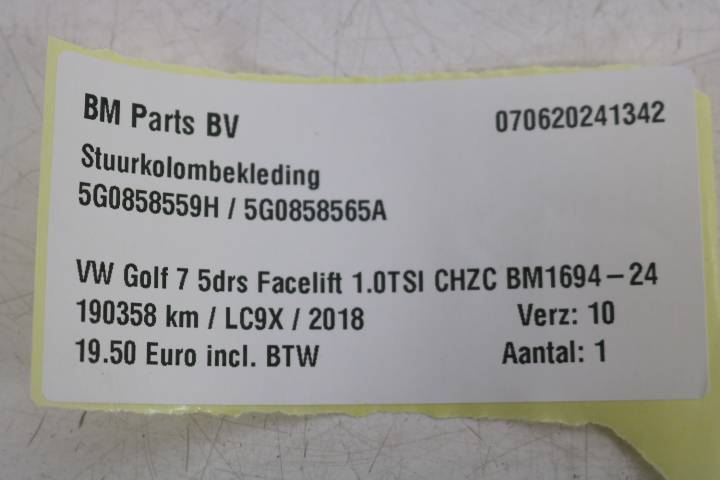 BM Parts BV 070620241342
Stuurkolombekleding
5G0858559H / 5G0858565A
VW Golf 7 5drs Facelift 1.0TSI CHZC BM1694-24
190358 km / LC9X / 2018 Verz: 10
19.50 Euro incl. BTW Aantal: 1